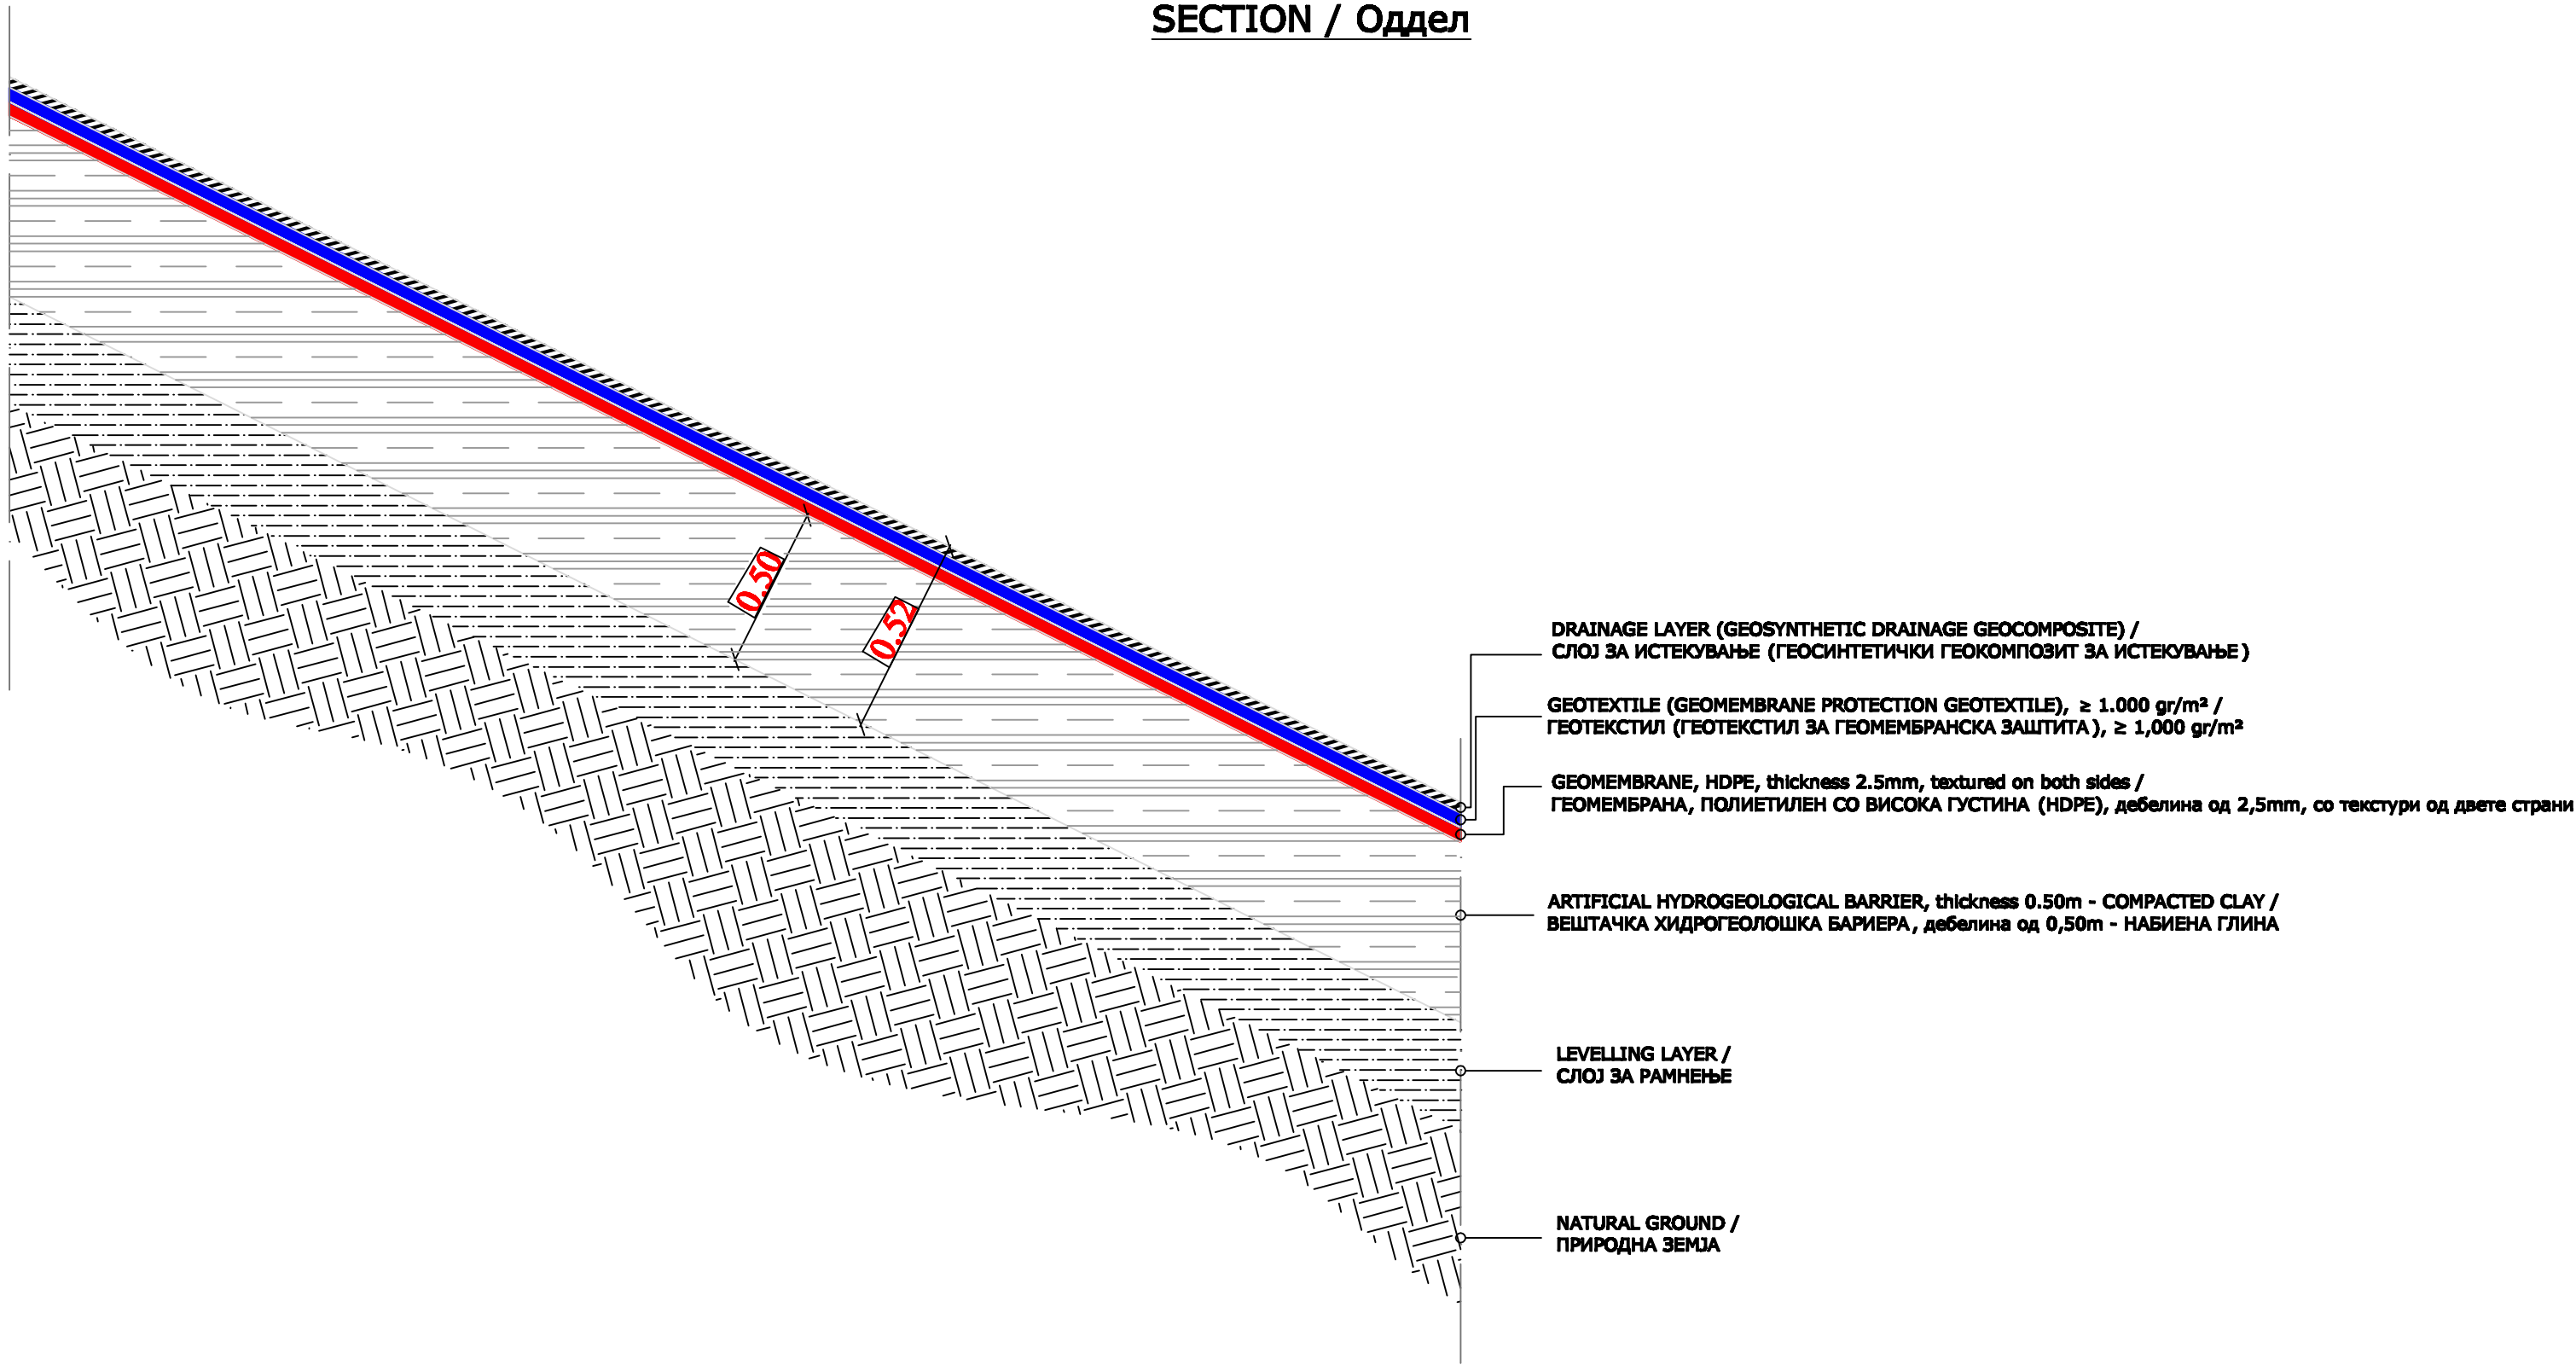 SECTION / Оддел
0.50
0.52
DRAINAGE LAYER (GEOSYNTHETIC DRAINAGE GEOCOMPOSITE) /
СЛОЈ ЗА ИСТЕКУВАЊЕ (ГЕОСИНТЕТИЧКИ ГЕОКОМПОЗИТ ЗА ИСТЕКУВАЊЕ)
GEOTEXTILE (GEOMEMBRANE PROTECTION GEOTEXTILE), ≥ 1.000 gr/m² /
ГЕОТЕКСТИЛ (ГЕОТЕКСТИЛ ЗА ГЕОМЕМБРАНСКА ЗАШТИТА), ≥ 1,000 gr/m²
GEOMEMBRANE, HDPE, thickness 2.5mm, textured on both sides /
ГЕОМЕМБРАНА, ПОЛИЕТИЛЕН СО ВИСОКА ГУСТИНА (HDPE), дебелина од 2,5mm, со текстури од двете страни
ARTIFICIAL HYDROGEOLOGICAL BARRIER, thickness 0.50m - COMPACTED CLAY /
ВЕШТАЧКА ХИДРОГЕОЛОШКА БАРИЕРА, дебелина од 0,50m - НАБИЕНА ГЛИНА
LEVELLING LAYER /
СЛОЈ ЗА РАМНЕЊЕ
NATURAL GROUND /
ПРИРОДНА ЗЕМЈА